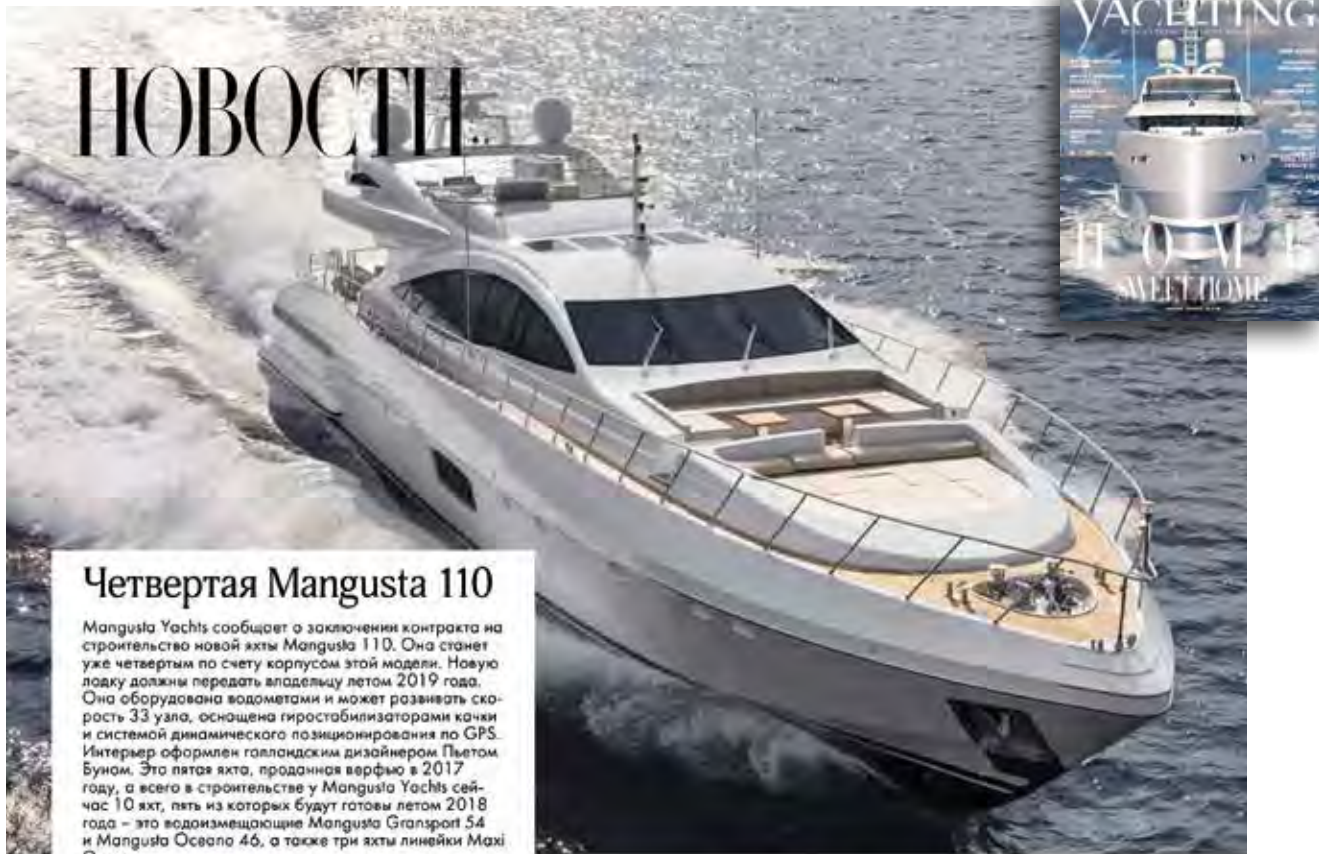 YACHTING
НОВОСТИ
HOME
SWEET HOME
Четвертая Mangusta 110
Mangusta Yachts сообщает о заключении контракта на
строительство новой яхты Mangusta 110. Она станет
уже четвертым по счету корпусом этой модели. Новую
лодку должны передать владельцу летом 2019 года.
Она оборудована водометами и может развивать ско-
рость 33 узла, оснащена гиростабилизаторами качки
и системой динамического позиционирования по GPS.
Интерьер оформлен голландским дизайнером Пьетом
Буном. Это пятая яхта, проданная верфью в 2017
году, а всего в строительстве у Mangusta Yachts сей-
час 10 яхт, пять из которых будут готовы летом 2018
года – это водоизмещающие Mangusta Gransport 54
и Mangusta Oceano 46, а также три яхты линейки Maxi